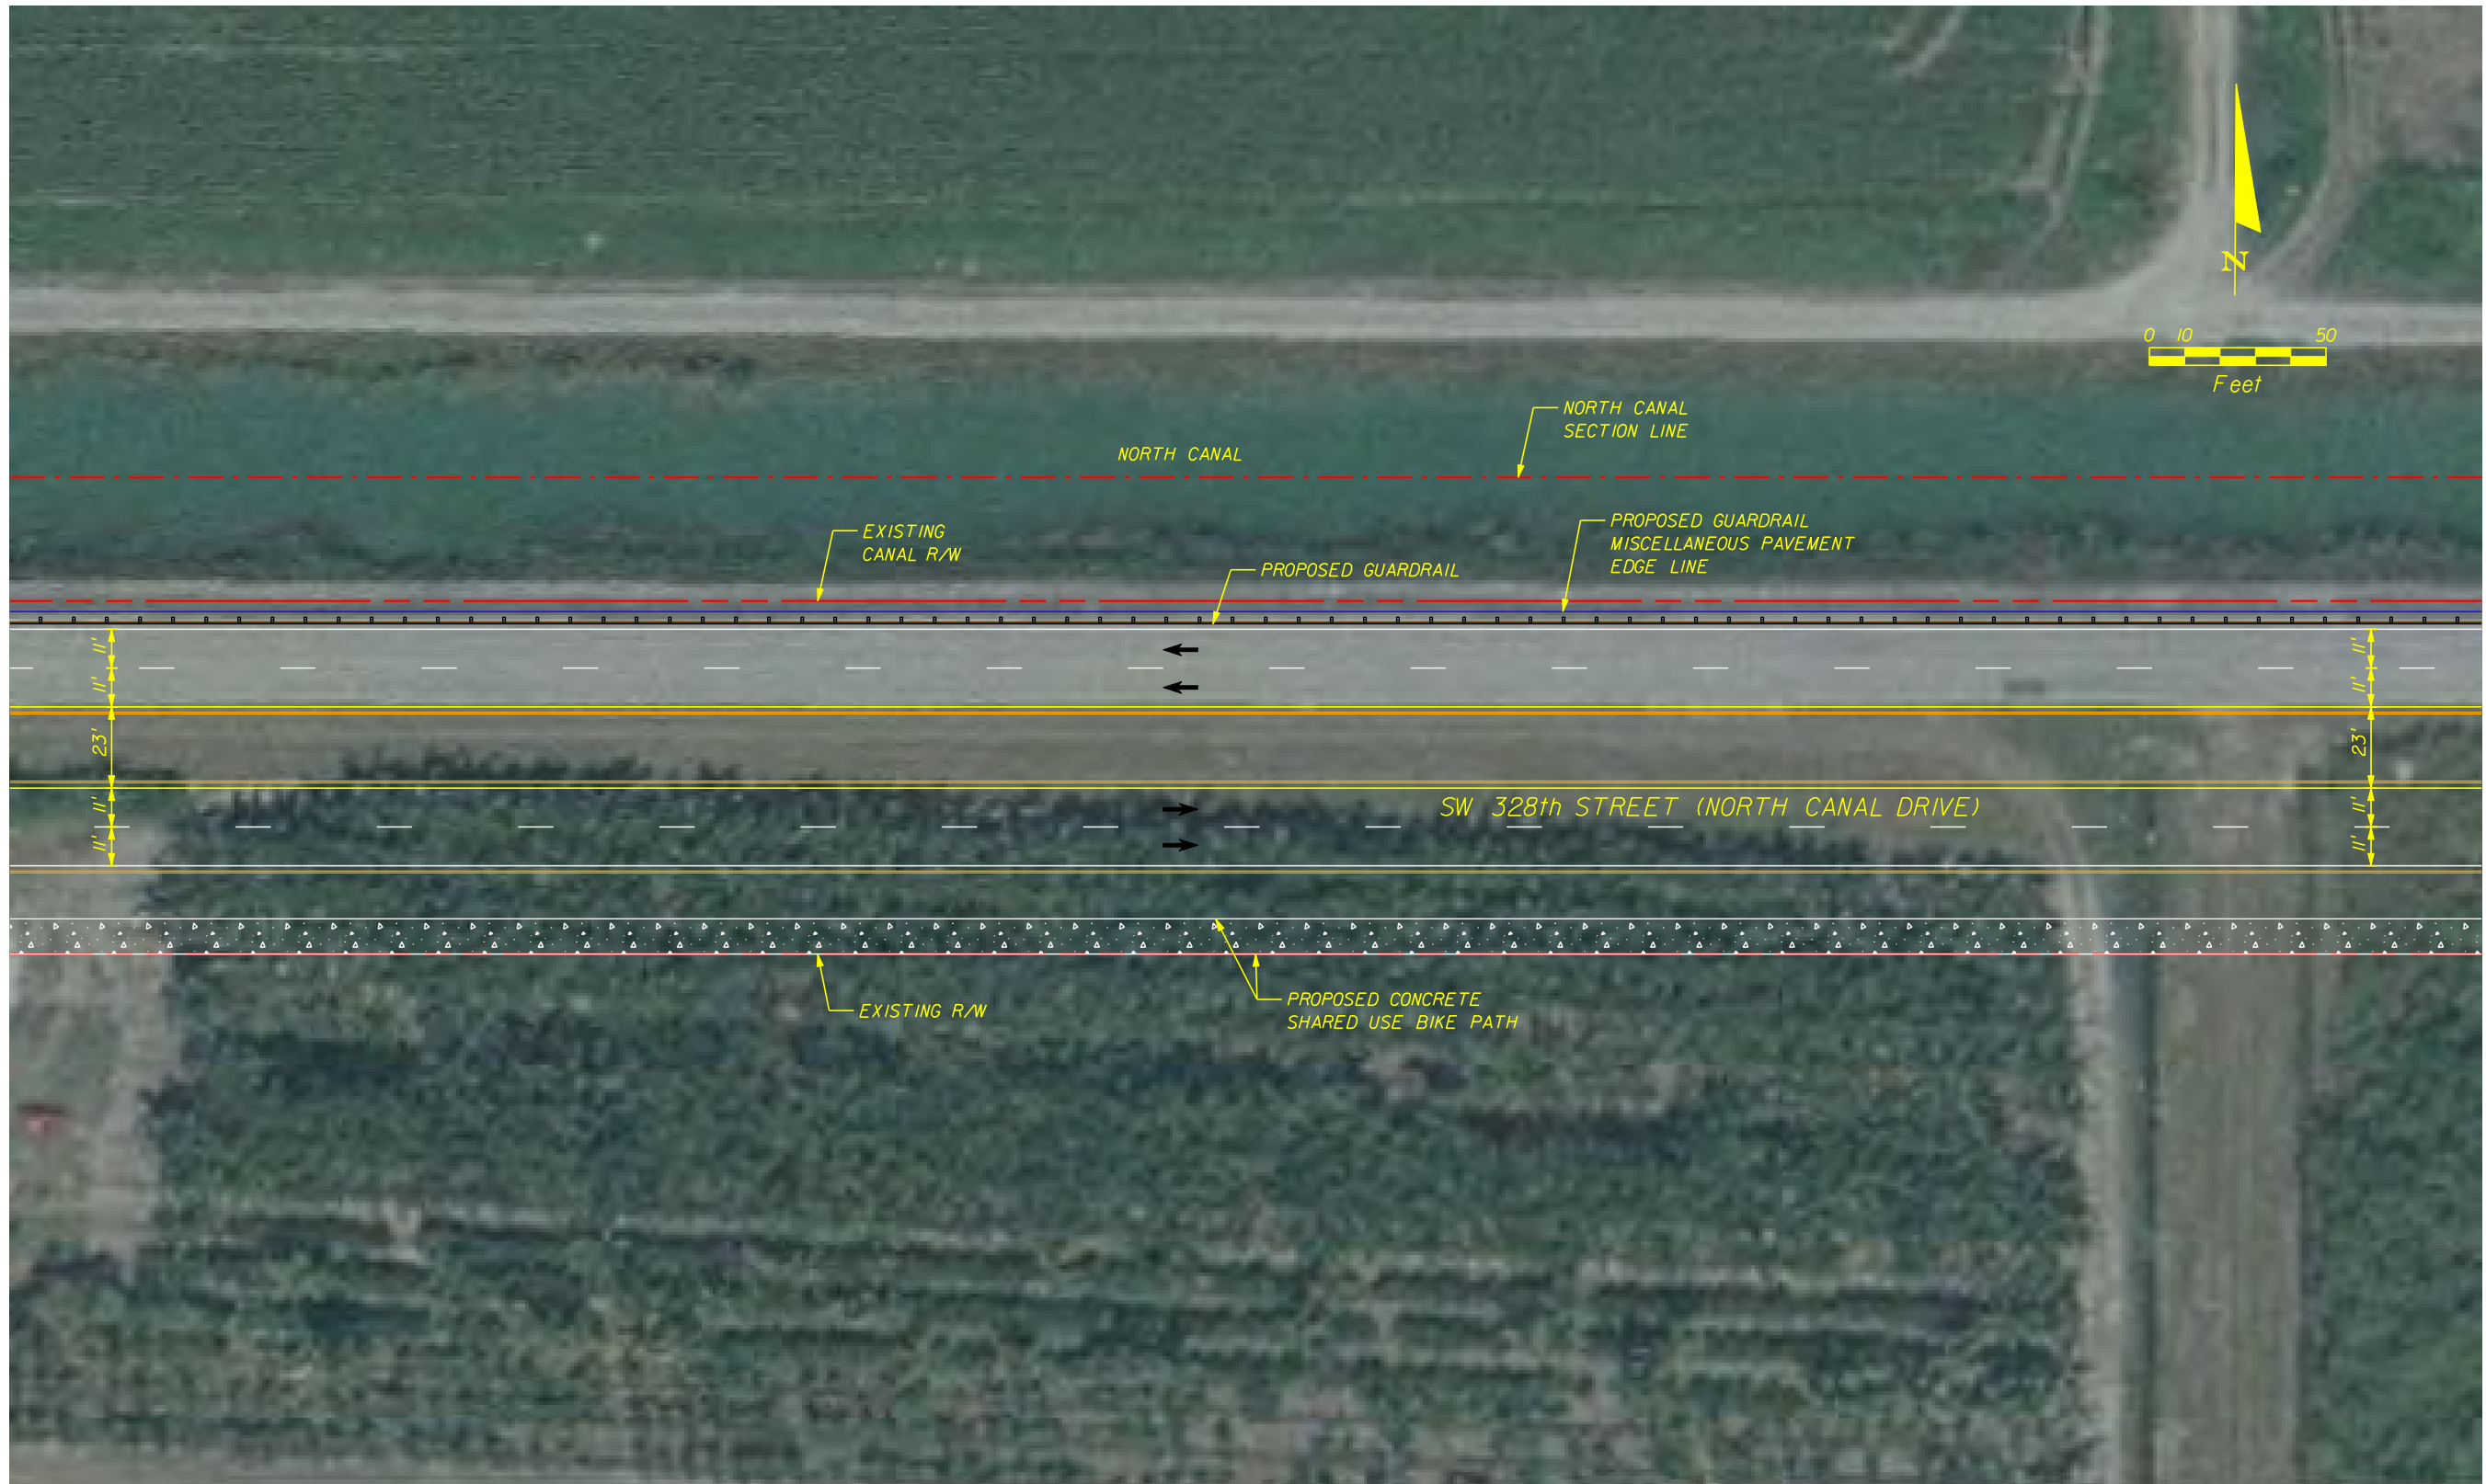 N
0 10 50
Feet
NORTH CANAL
SECTION LINE
NORTH CANAL
EXISTING
CANAL R/W
PROPOSED GUARDRAIL
MISCELLANEOUS PAVEMENT
EDGE LINE
PROPOSED GUARDRAIL
11'
11'
23'
11'
11'
11'
11'
23'
11'
11'
SW 328th STREET (NORTH CANAL DRIVE)
EXISTING R/W
PROPOSED CONCRETE
SHARED USE BIKE PATH